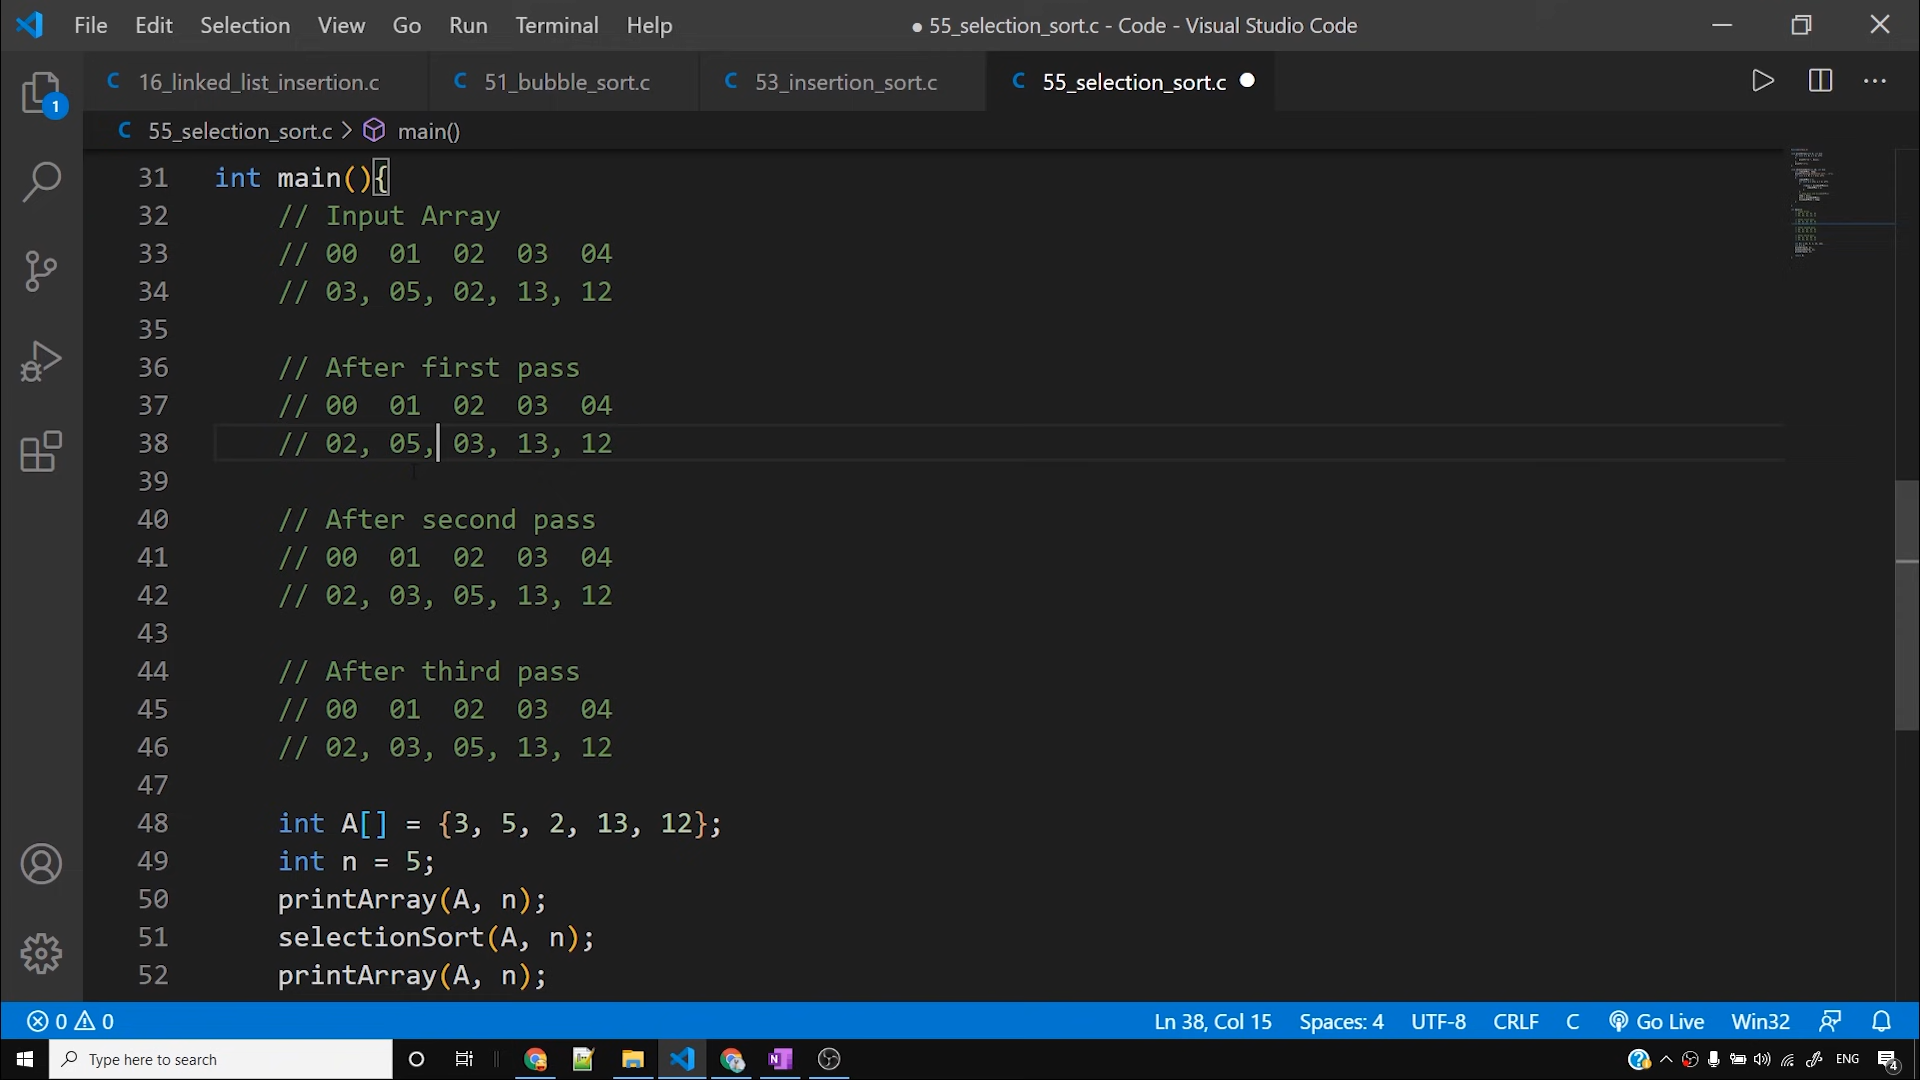 File Edit Selection View Go Run Terminal Help ● 55_selection_sort.c - Code - Visual Studio Code
C 16_linked_list_insertion.c C 51_bubble_sort.c C 53_insertion_sort.c C 55_selection_sort.c ●
C 55_selection_sort.c > main()
1
31 int main(){
32 // Input Array
33 // 00 01 02 03 04
34 // 03, 05, 02, 13, 12
35
36 // After first pass
37 // 00 01 02 03 04
38 // 02, 05, 03, 13, 12
39
40 // After second pass
41 // 00 01 02 03 04
42 // 02, 03, 05, 13, 12
43
44 // After third pass
45 // 00 01 02 03 04
46 // 02, 03, 05, 13, 12
47
48 int A[] = {3, 5, 2, 13, 12};
49 int n = 5;
50 printArray(A, n);
51 selectionSort(A, n);
52 printArray(A, n);
0 0 Ln 38, Col 15 Spaces: 4 UTF-8 CRLF C Go Live Win32
Type here to search ENG 4